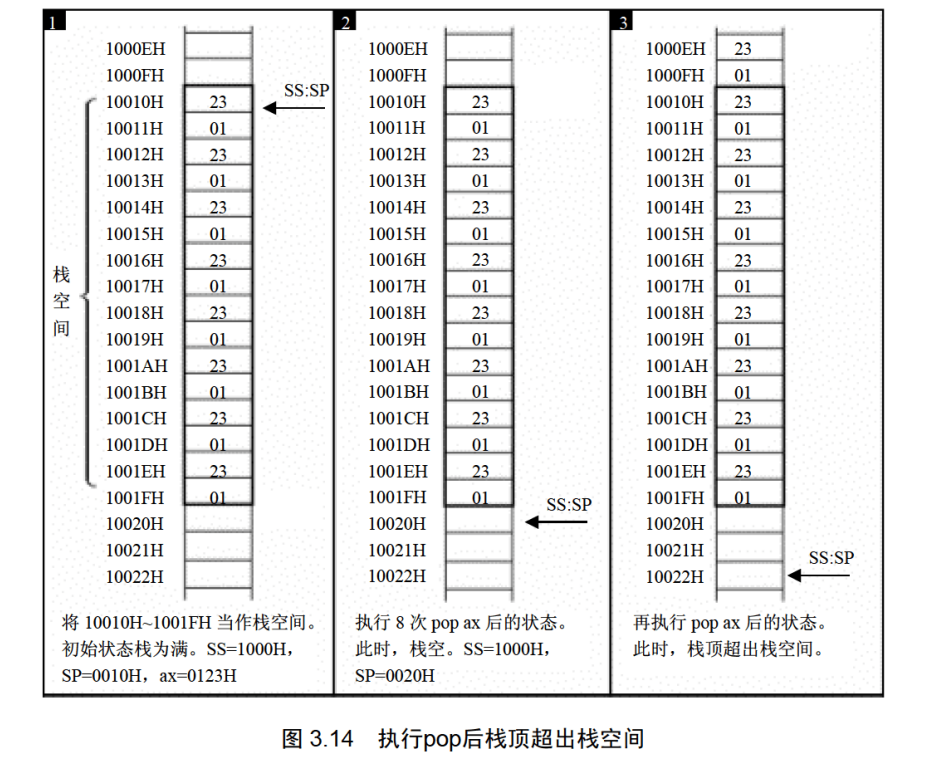 1
1000EH
1000FH
10010H 23 SS:SP
10011H 01
10012H 23
10013H 01
10014H 23
10015H 01
10016H 23
10017H 01
10018H 23
10019H 01
1001AH 23
1001BH 01
1001CH 23
1001DH 01
1001EH 23
1001FH 01
10020H
10021H
10022H
栈空间
将 10010H~1001FH 当作栈空间。
初始状态栈为满。SS=1000H，
SP=0010H，ax=0123H
2
1000EH
1000FH
10010H 23
10011H 01
10012H 23
10013H 01
10014H 23
10015H 01
10016H 23
10017H 01
10018H 23
10019H 01
1001AH 23
1001BH 01
1001CH 23
1001DH 01
1001EH 23
1001FH 01
SS:SP
10020H
10021H
10022H
执行 8 次 pop ax 后的状态。
此时，栈空。SS=1000H，
SP=0020H
3
1000EH 23
1000FH 01
10010H 23
10011H 01
10012H 23
10013H 01
10014H 23
10015H 01
10016H 23
10017H 01
10018H 23
10019H 01
1001AH 23
1001BH 01
1001CH 23
1001DH 01
1001EH 23
1001FH 01
10020H
10021H
SS:SP
10022H
再执行 pop ax 后的状态。
此时，栈顶超出栈空间。
图 3.14 执行pop后栈顶超出栈空间